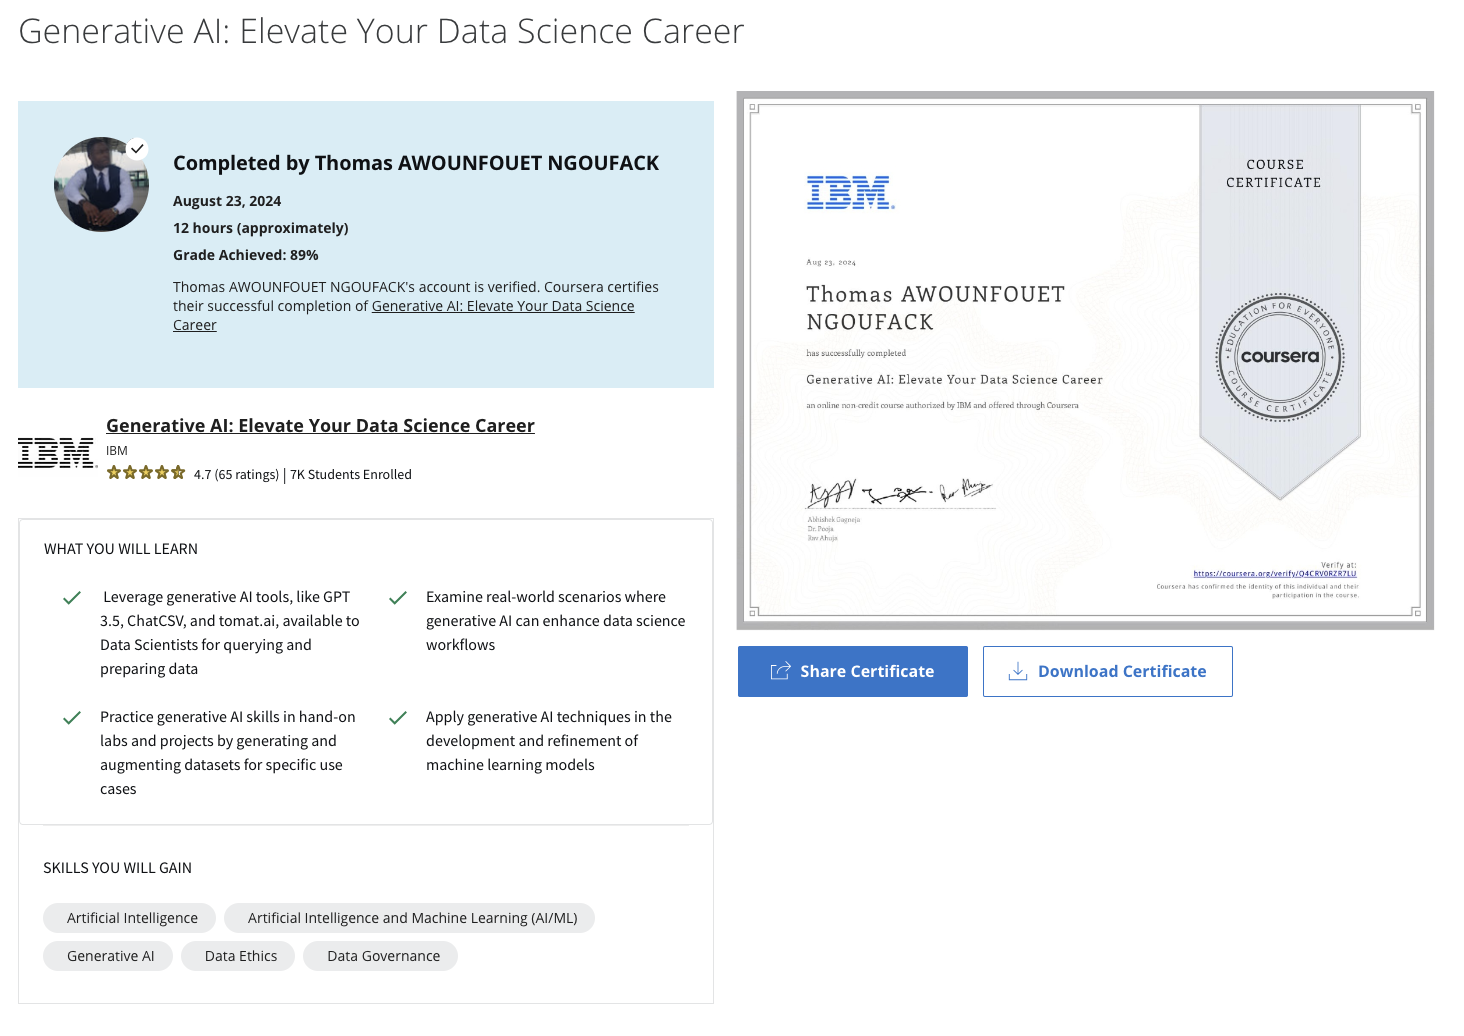 Generative AI: Elevate Your Data Science Career
Completed by Thomas AWOUNFOUET NGOUFACK
August 23, 2024
12 hours (approximately)
Grade Achieved: 89%
Thomas AWOUNFOUET NGOUFACK's account is verified. Coursera certifies
their successful completion of Generative AI: Elevate Your Data Science
Career
IBM
Generative AI: Elevate Your Data Science Career
IBM
4.7 (65 ratings) | 7K Students Enrolled
WHAT YOU WILL LEARN
Leverage generative AI tools, like GPT
3.5, ChatCSV, and tomat.ai, available to
Data Scientists for querying and
preparing data
Examine real-world scenarios where
generative AI can enhance data science
workflows
Practice generative AI skills in hand-on
labs and projects by generating and
augmenting datasets for specific use
cases
Apply generative AI techniques in the
development and refinement of
machine learning models
SKILLS YOU WILL GAIN
Artificial Intelligence
Artificial Intelligence and Machine Learning (AI/ML)
Generative AI
Data Ethics
Data Governance
IBM
COURSE
CERTIFICATE
Aug 23, 2024
Thomas AWOUNFOUET
NGOUFACK
has successfully completed
Generative AI: Elevate Your Data Science Career
an online non-credit course authorized by IBM and offered through Coursera
EDUCATION FOR EVERYONE
coursera
COURSE CERTIFICATE
Abhishek Gagneja
Dr. Pooja
Rav Ahuja
Verify at:
https://coursera.org/verify/Q4CRV0RZR7LU
Coursera has confirmed the identity of this individual and their
participation in the course.
Share Certificate
Download Certificate